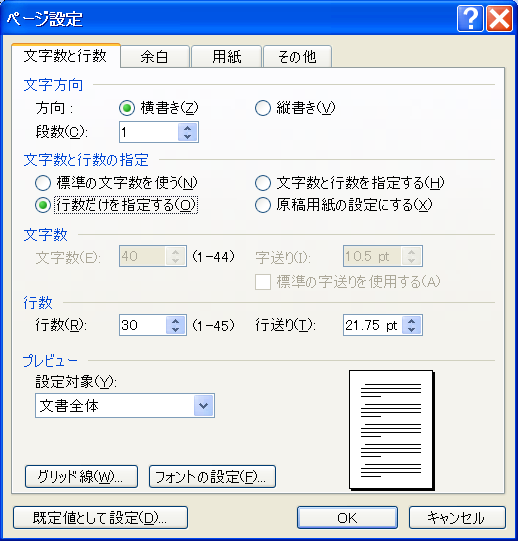 ページ設定
文字数と行数 余白 用紙 その他
文字方向
方向: 横書き(Z) 縦書き(V)
段数(C): 1
文字数と行数の指定
標準の文字数を使う(N) 文字数と行数を指定する(H)
行数だけを指定する(O) 原稿用紙の設定にする(X)
文字数
文字数(E): 40 (1-44) 字送り(I): 10.5 pt
標準の字送りを使用する(A)
行数
行数(R): 30 (1-45) 行送り(T): 21.75 pt
プレビュー
設定対象(Y):
文書全体
グリッド線(W)... フォントの設定(F)...
既定値として設定(D)... OK キャンセル